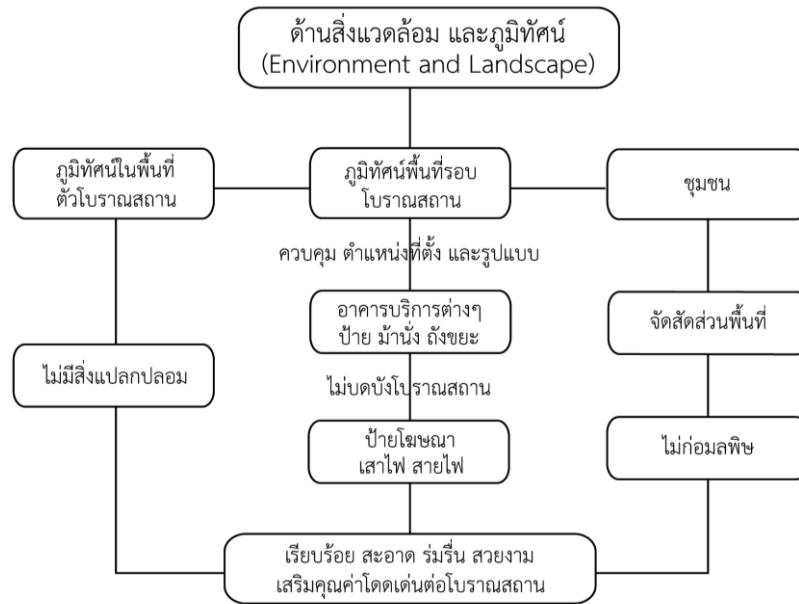 ด้านสิ่งแวดล้อม และภูมิทัศน์
(Environment and Landscape)
ภูมิทัศน์ในพื้นที่
ตัวโบราณสถาน
ภูมิทัศน์พื้นที่รอบ
โบราณสถาน
ชุมชน
ควบคุม ตำแหน่งที่ตั้ง และรูปแบบ
อาคารบริการต่างๆ
ป้าย ม้านั่ง ถังขยะ
จัดสัดส่วนพื้นที่
ไม่มีสิ่งแปลกปลอม
ไม่บดบังโบราณสถาน
ป้ายโฆษณา
เสาไฟ สายไฟ
ไม่ก่อมลพิษ
เรียบร้อย สะอาด ร่มรื่น สวยงาม
เสริมคุณค่าโดดเด่นต่อโบราณสถาน